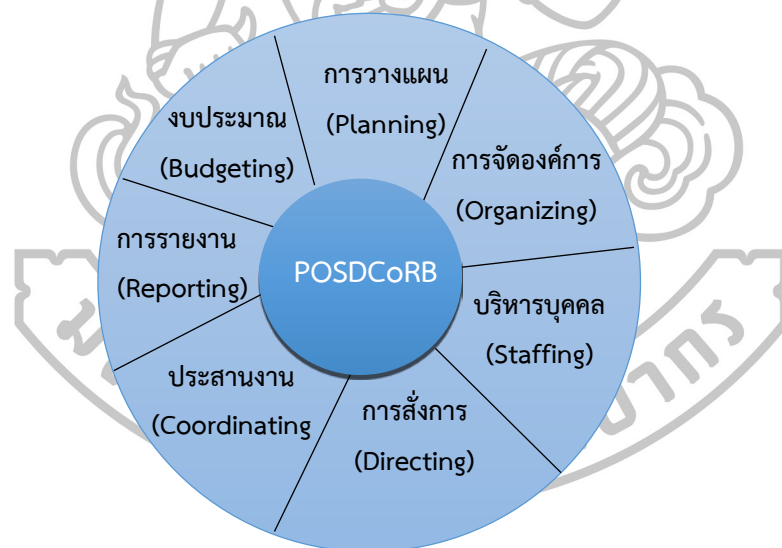 การวางแผน
(Planning)
การจัดองค์การ
(Organizing)
บริหารบุคคล
(Staffing)
การสั่งการ
(Directing)
ประสานงาน
(Coordinating
การรายงาน
(Reporting)
งบประมาณ
(Budgeting)
POSDCoRB